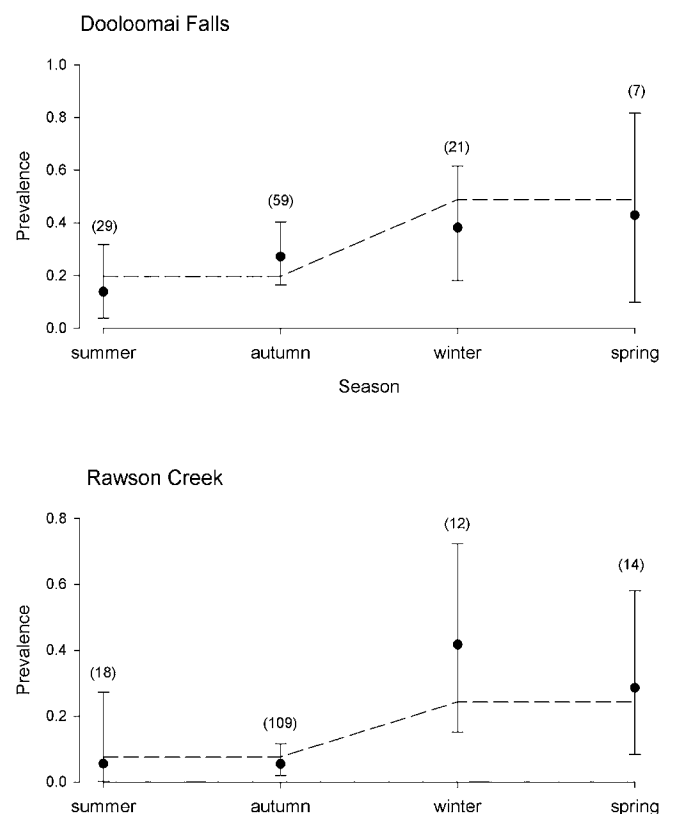 Dooloomai Falls
1.0
(7)
0.8
(21)
0.6
(59)
Prevalence
0.4
(29)
0.2
0.0
summer autumn winter spring
Season
Rawson Creek
0.8
(12)
(14)
0.6
Prevalence
0.4
(18)
0.2
(109)
0.0
summer autumn winter spring